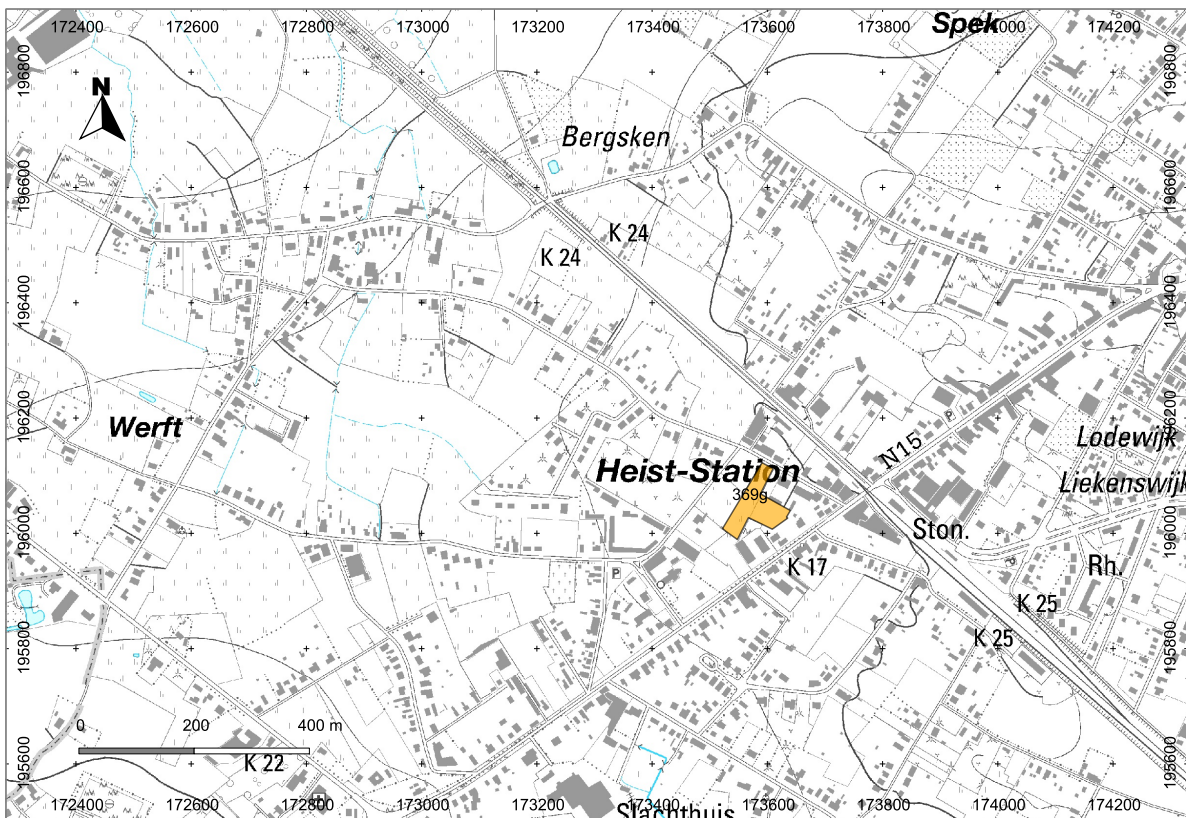 172400 172600 172800 173000 173200 173400 173600 173800 174000 174200
Spek
196800 196800
N
Bergsken
196600 196600
K 24
K 24
196400 196400
196200 196200
Werft
Lodewijk
N15
P
Heist-Station
Liekenswijk
369g
196000 196000
Ston.
P
K 17
Rh.
P
K 25
K 25
195800 195800
0 200 400 m
K 22
195600 195600
172400 172600 172800 173000 173200 173400 173600 173800 174000 174200
Slachthuis